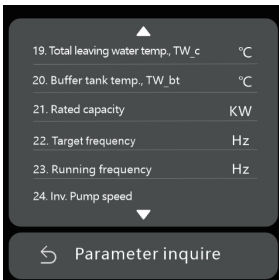 19. Total leaving water temp., TW_c °C
20. Buffer tank temp., TW_bt °C
21. Rated capacity KW
22. Target frequency Hz
23. Running frequency Hz
24. Inv. Pump speed
Parameter inquire